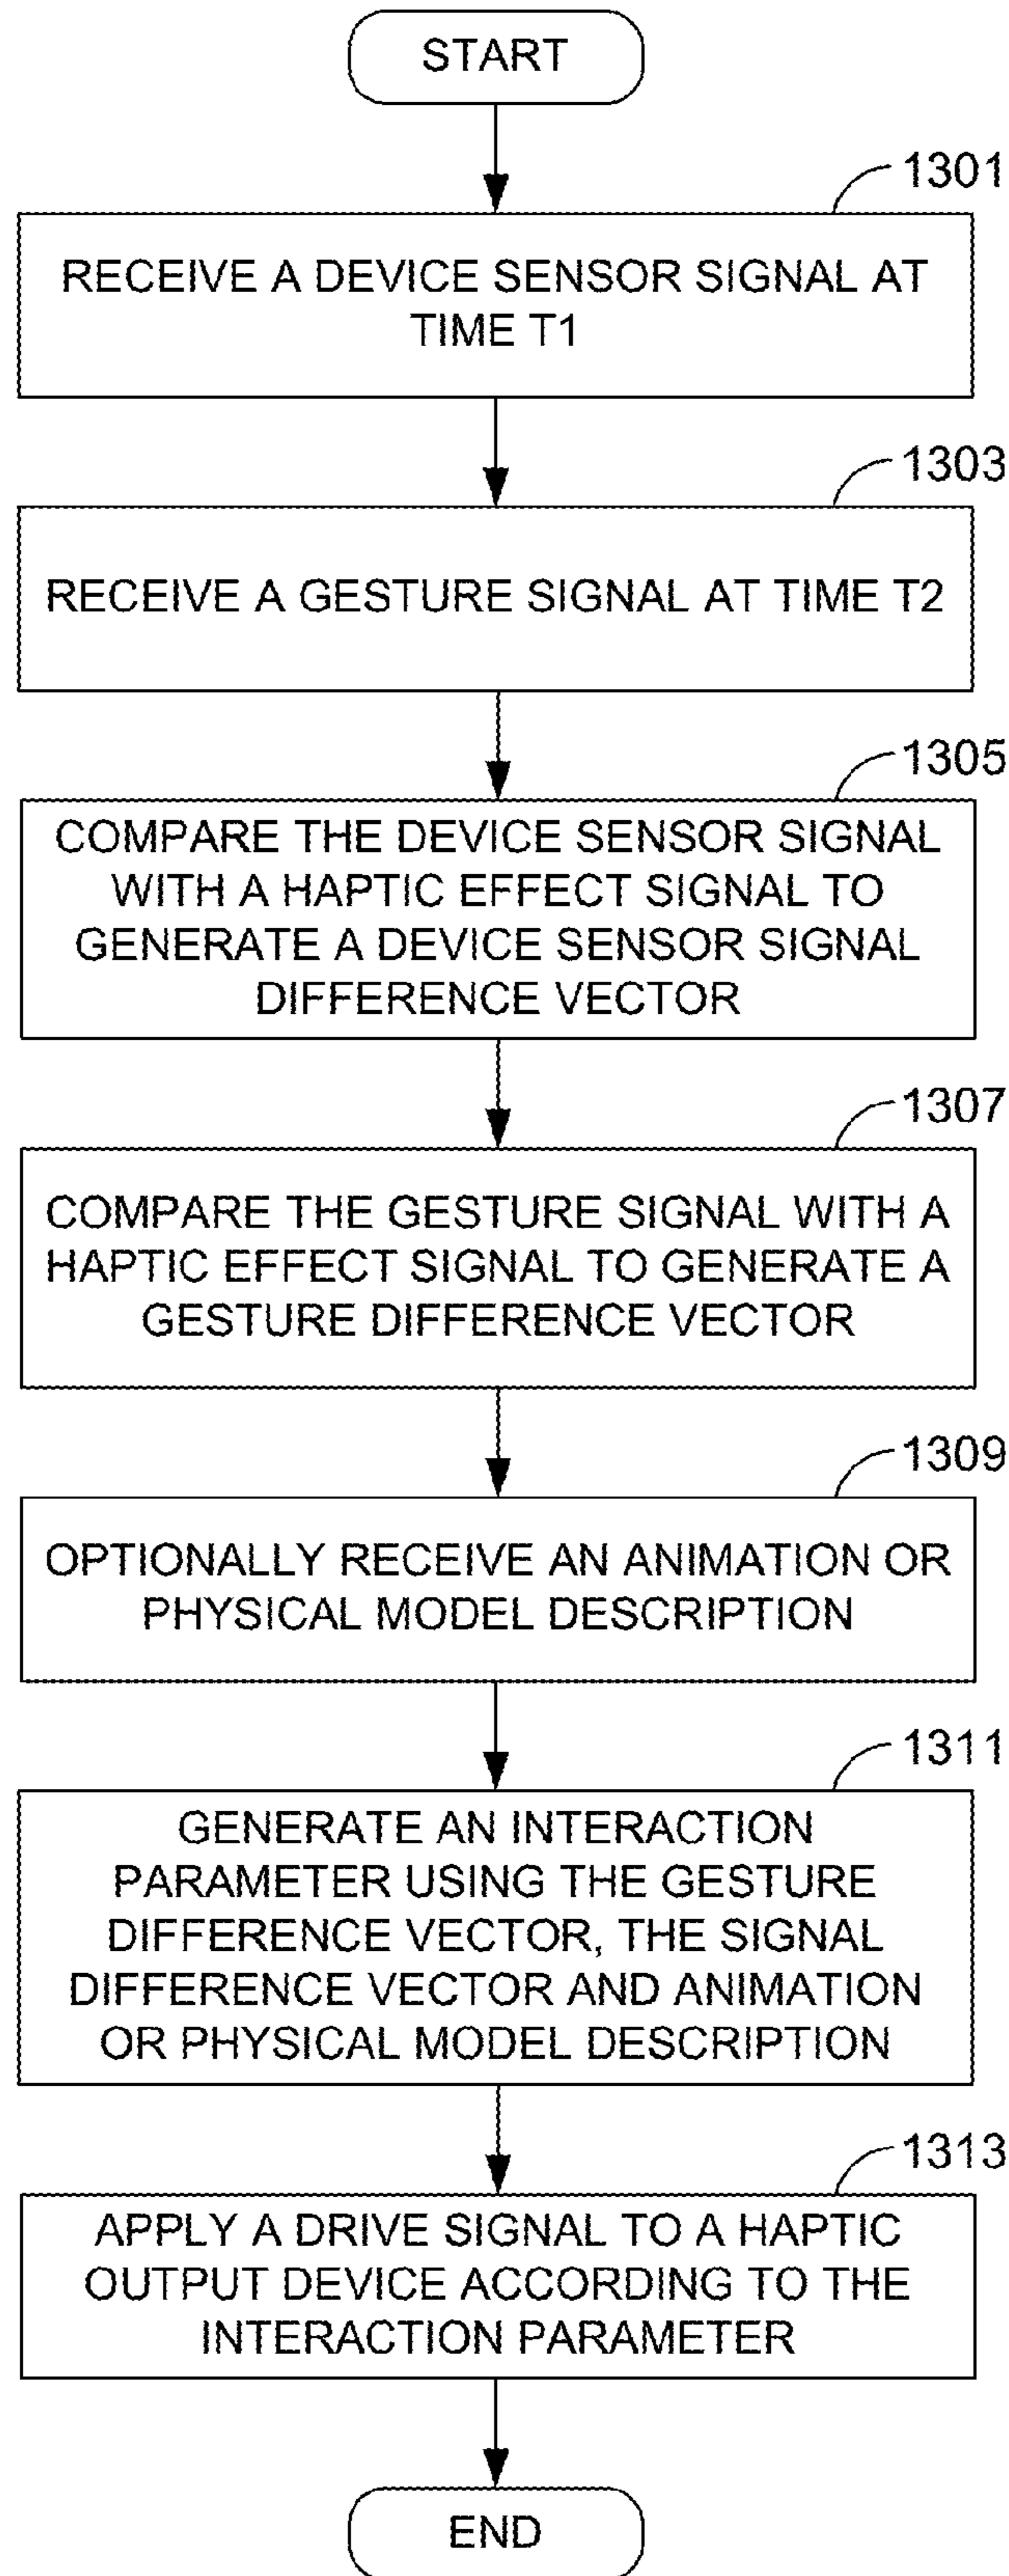 START
1301
RECEIVE A DEVICE SENSOR SIGNAL AT
TIME T1
1303
RECEIVE A GESTURE SIGNAL AT TIME T2
1305
COMPARE THE DEVICE SENSOR SIGNAL
WITH A HAPTIC EFFECT SIGNAL TO
GENERATE A DEVICE SENSOR SIGNAL
DIFFERENCE VECTOR
1307
COMPARE THE GESTURE SIGNAL WITH A
HAPTIC EFFECT SIGNAL TO GENERATE A
GESTURE DIFFERENCE VECTOR
1309
OPTIONALLY RECEIVE AN ANIMATION OR
PHYSICAL MODEL DESCRIPTION
1311
GENERATE AN INTERACTION
PARAMETER USING THE GESTURE
DIFFERENCE VECTOR, THE SIGNAL
DIFFERENCE VECTOR AND ANIMATION
OR PHYSICAL MODEL DESCRIPTION
1313
APPLY A DRIVE SIGNAL TO A HAPTIC
OUTPUT DEVICE ACCORDING TO THE
INTERACTION PARAMETER
END